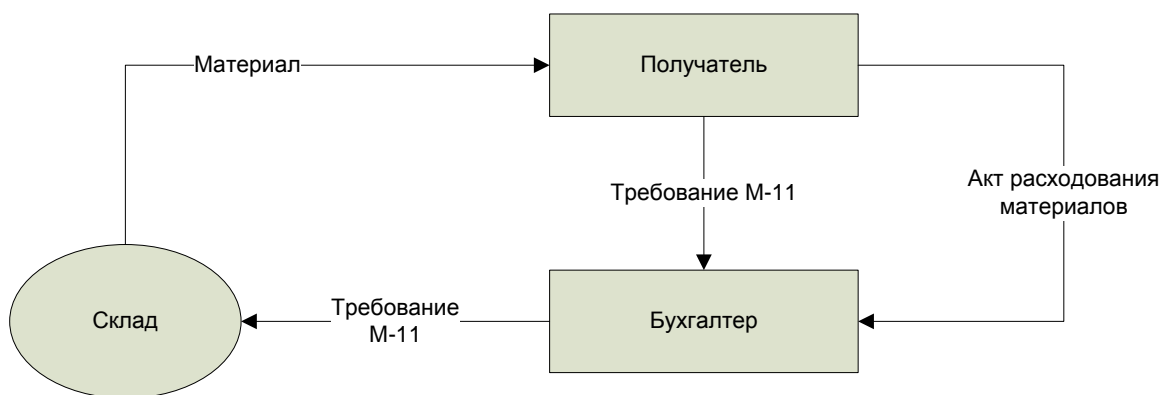 Материал
Получатель
Требование М-11
Акт расходования
материалов
Склад
Требование
М-11
Бухгалтер